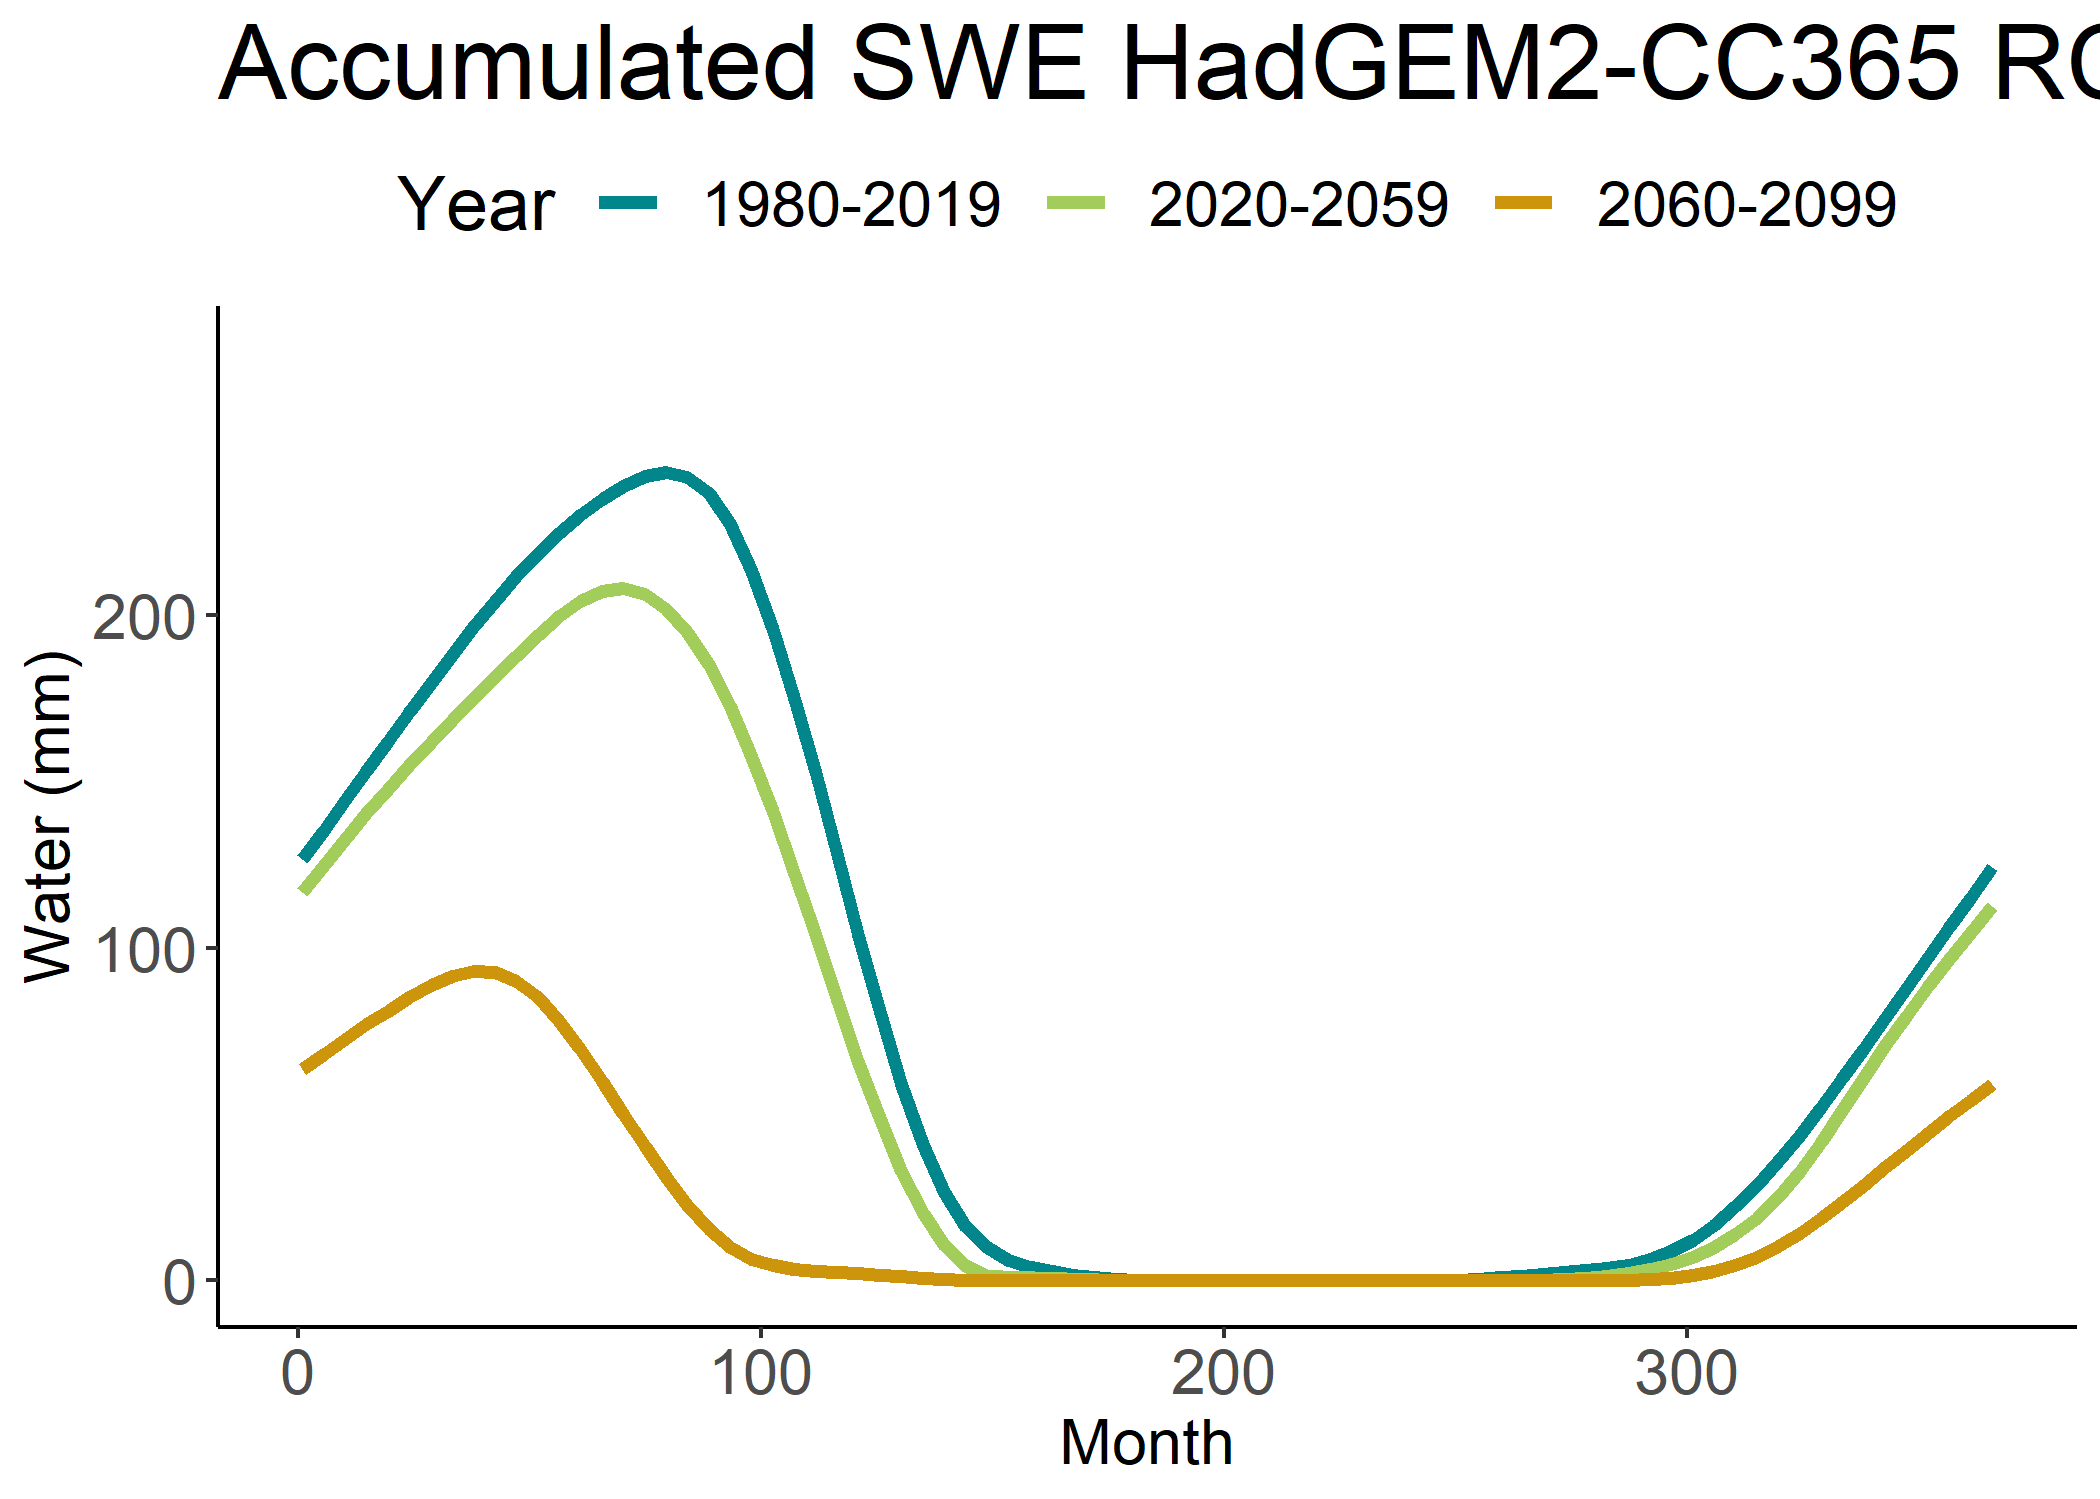 Accumulated SWE HadGEM2-CC365
Year 1980-2019 2020-2059 2060-2099
Water (mm)
200
100
0
0 100 200 300
Month